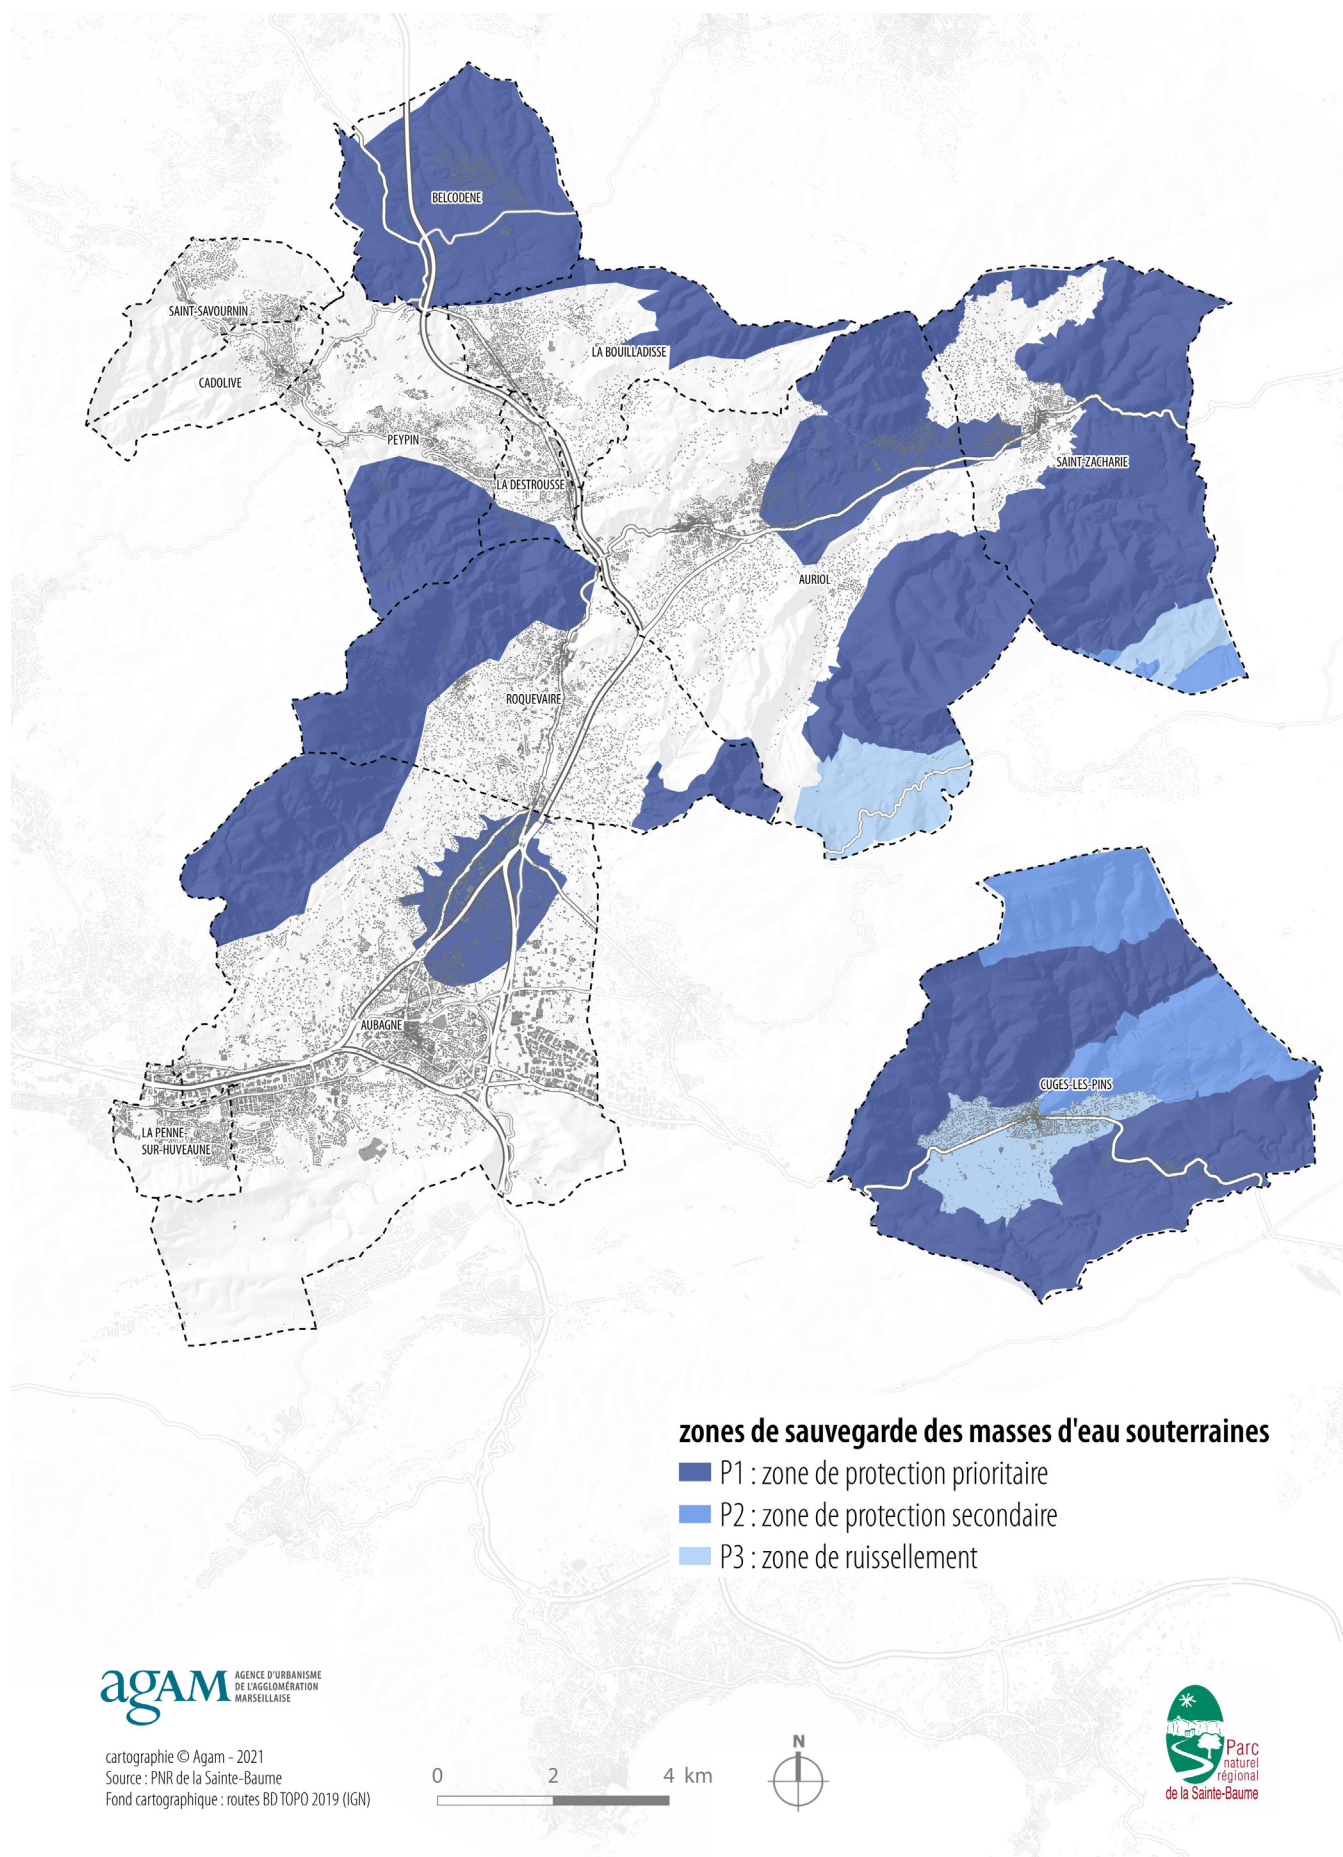 BELCODENE
SAINT-SAVOURNIN
LA BOUILLADISSE
CADOLIVE
PEYPIN
SAINT-ZACHARIE
LA DESTROUSSE
AURIOL
ROQUEVAIRE
AUBAGNE
CUGES-LES-PINS
LA PENNE-
SUR-HUVEAUNE
zones de sauvegarde des masses d'eau souterraines
P1 : zone de protection prioritaire
P2 : zone de protection secondaire
P3 : zone de ruissellement
agAM
AGENCE D'URBANISME
DE L'AGGLOMÉRATION
MARSEILLAISE
cartographie © Agam - 2021
Source : PNR de la Sainte-Baume
Fond cartographique : routes BD TOPO 2019 (IGN)
0 2 4 km
N
Parc
naturel
régional
de la Sainte-Baume